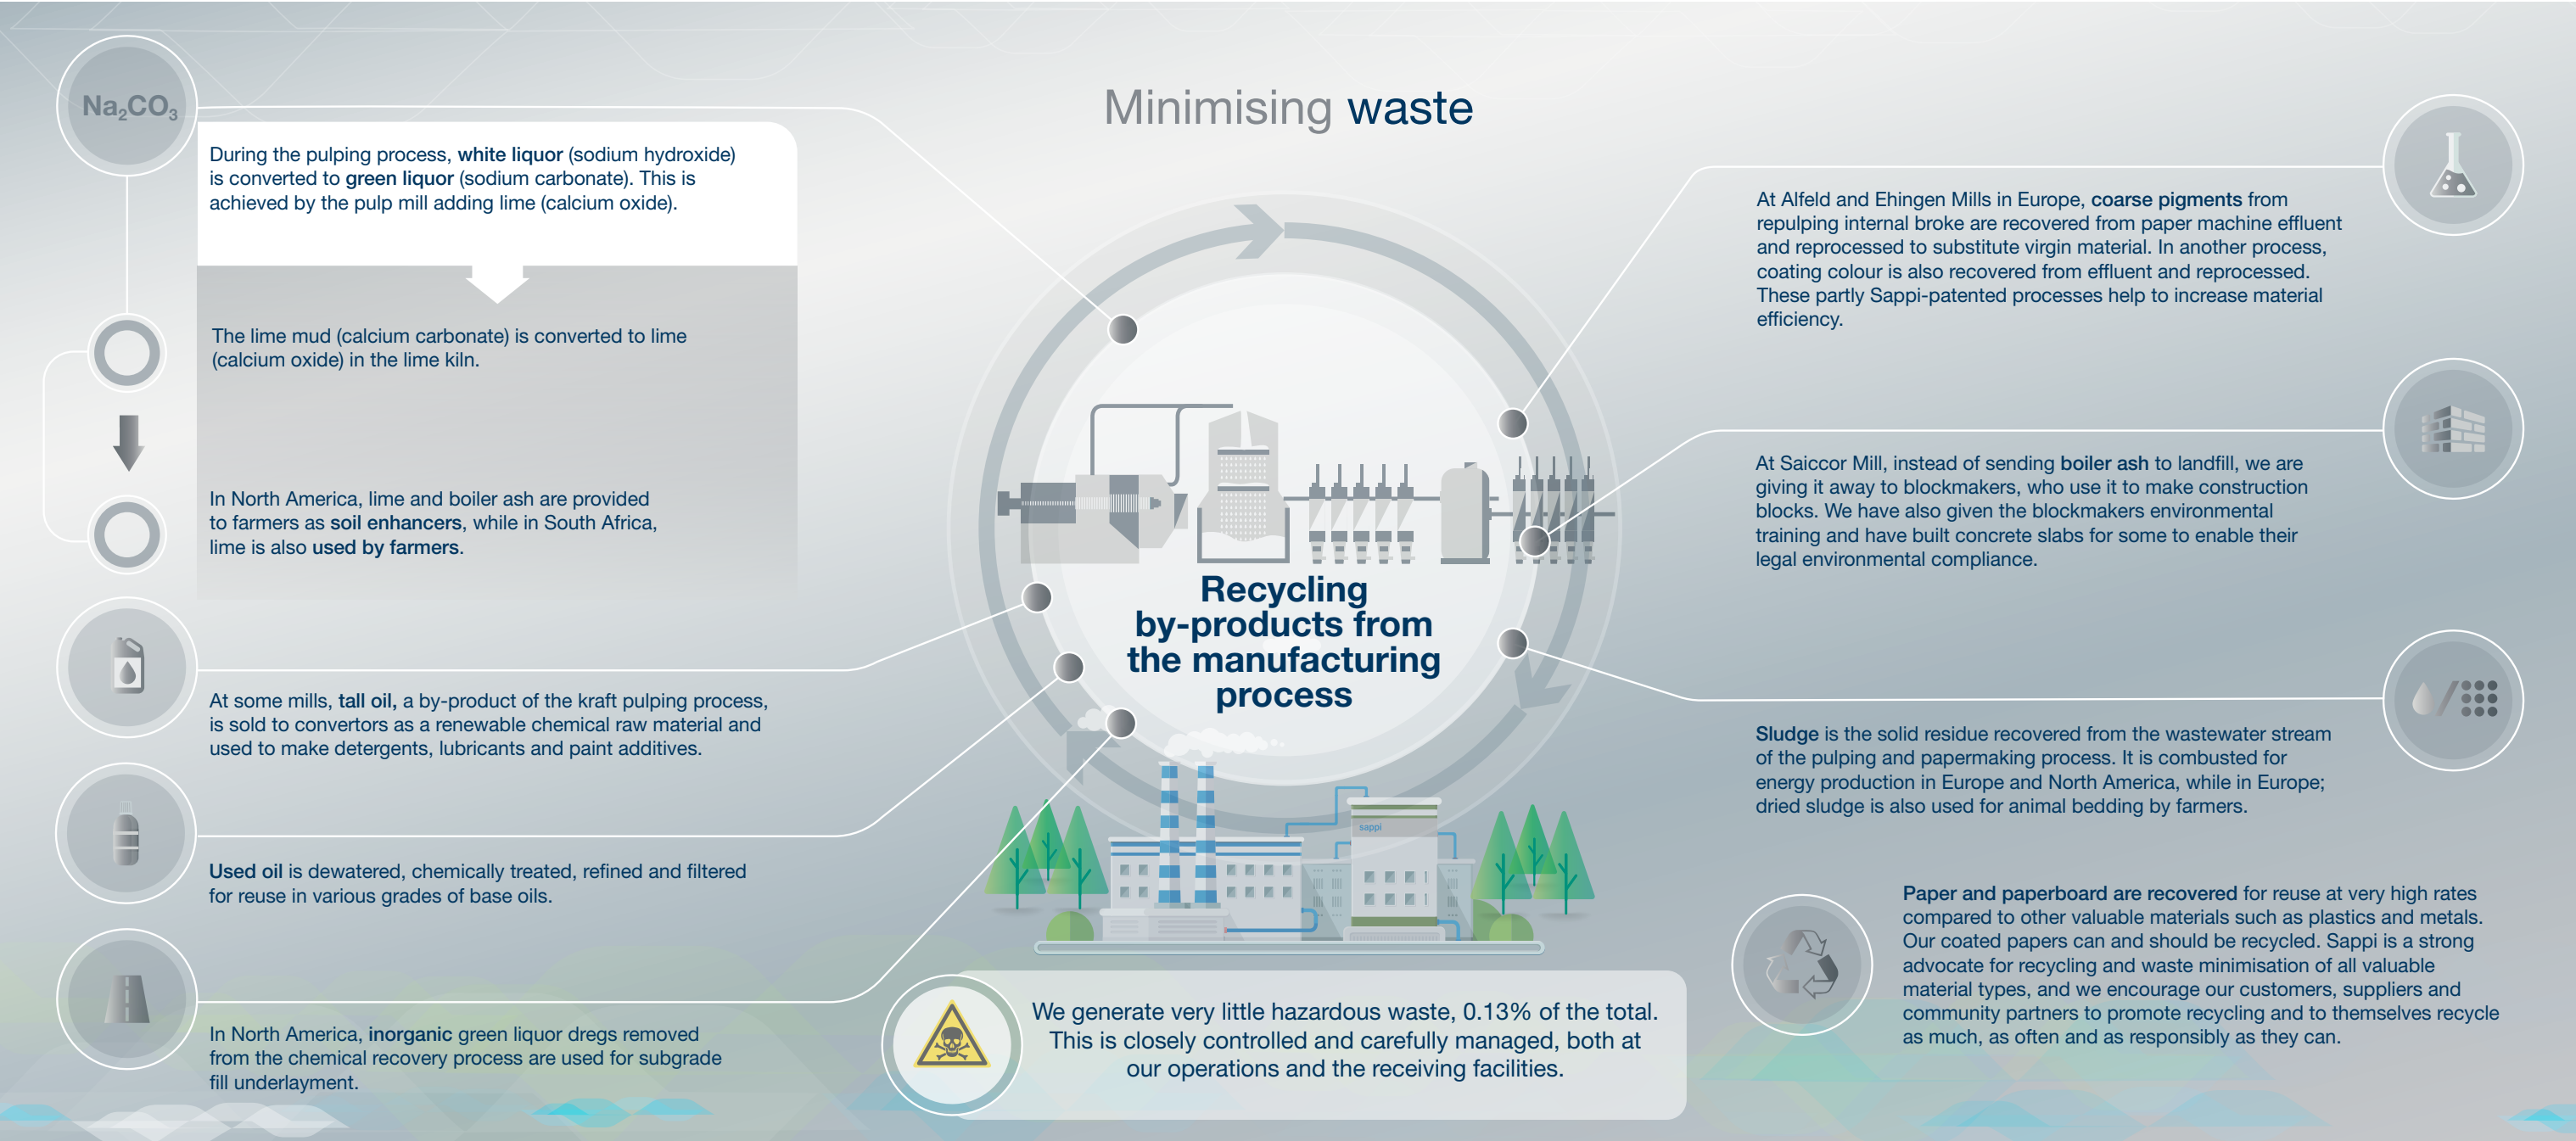 Minimising waste
Na₂CO₃
During the pulping process, white liquor (sodium hydroxide)
is converted to green liquor (sodium carbonate). This is
achieved by the pulp mill adding lime (calcium oxide).
The lime mud (calcium carbonate) is converted to lime
(calcium oxide) in the lime kiln.
In North America, lime and boiler ash are provided
to farmers as soil enhancers, while in South Africa,
lime is also used by farmers.
At some mills, tall oil, a by-product of the kraft pulping process,
is sold to convertors as a renewable chemical raw material and
used to make detergents, lubricants and paint additives.
Used oil is dewatered, chemically treated, refined and filtered
for reuse in various grades of base oils.
In North America, inorganic green liquor dregs removed
from the chemical recovery process are used for subgrade
fill underlayment.
Recycling
by-products from
the manufacturing
process
sappi
We generate very little hazardous waste, 0.13% of the total.
This is closely controlled and carefully managed, both at
our operations and the receiving facilities.
At Alfeld and Ehingen Mills in Europe, coarse pigments from
repulping internal broke are recovered from paper machine effluent
and reprocessed to substitute virgin material. In another process,
coating colour is also recovered from effluent and reprocessed.
These partly Sappi-patented processes help to increase material
efficiency.
At Saiccor Mill, instead of sending boiler ash to landfill, we are
giving it away to blockmakers, who use it to make construction
blocks. We have also given the blockmakers environmental
training and have built concrete slabs for some to enable their
legal environmental compliance.
Sludge is the solid residue recovered from the wastewater stream
of the pulping and papermaking process. It is combusted for
energy production in Europe and North America, while in Europe;
dried sludge is also used for animal bedding by farmers.
Paper and paperboard are recovered for reuse at very high rates
compared to other valuable materials such as plastics and metals.
Our coated papers can and should be recycled. Sappi is a strong
advocate for recycling and waste minimisation of all valuable
material types, and we encourage our customers, suppliers and
community partners to promote recycling and to themselves recycle
as much, as often and as responsibly as they can.